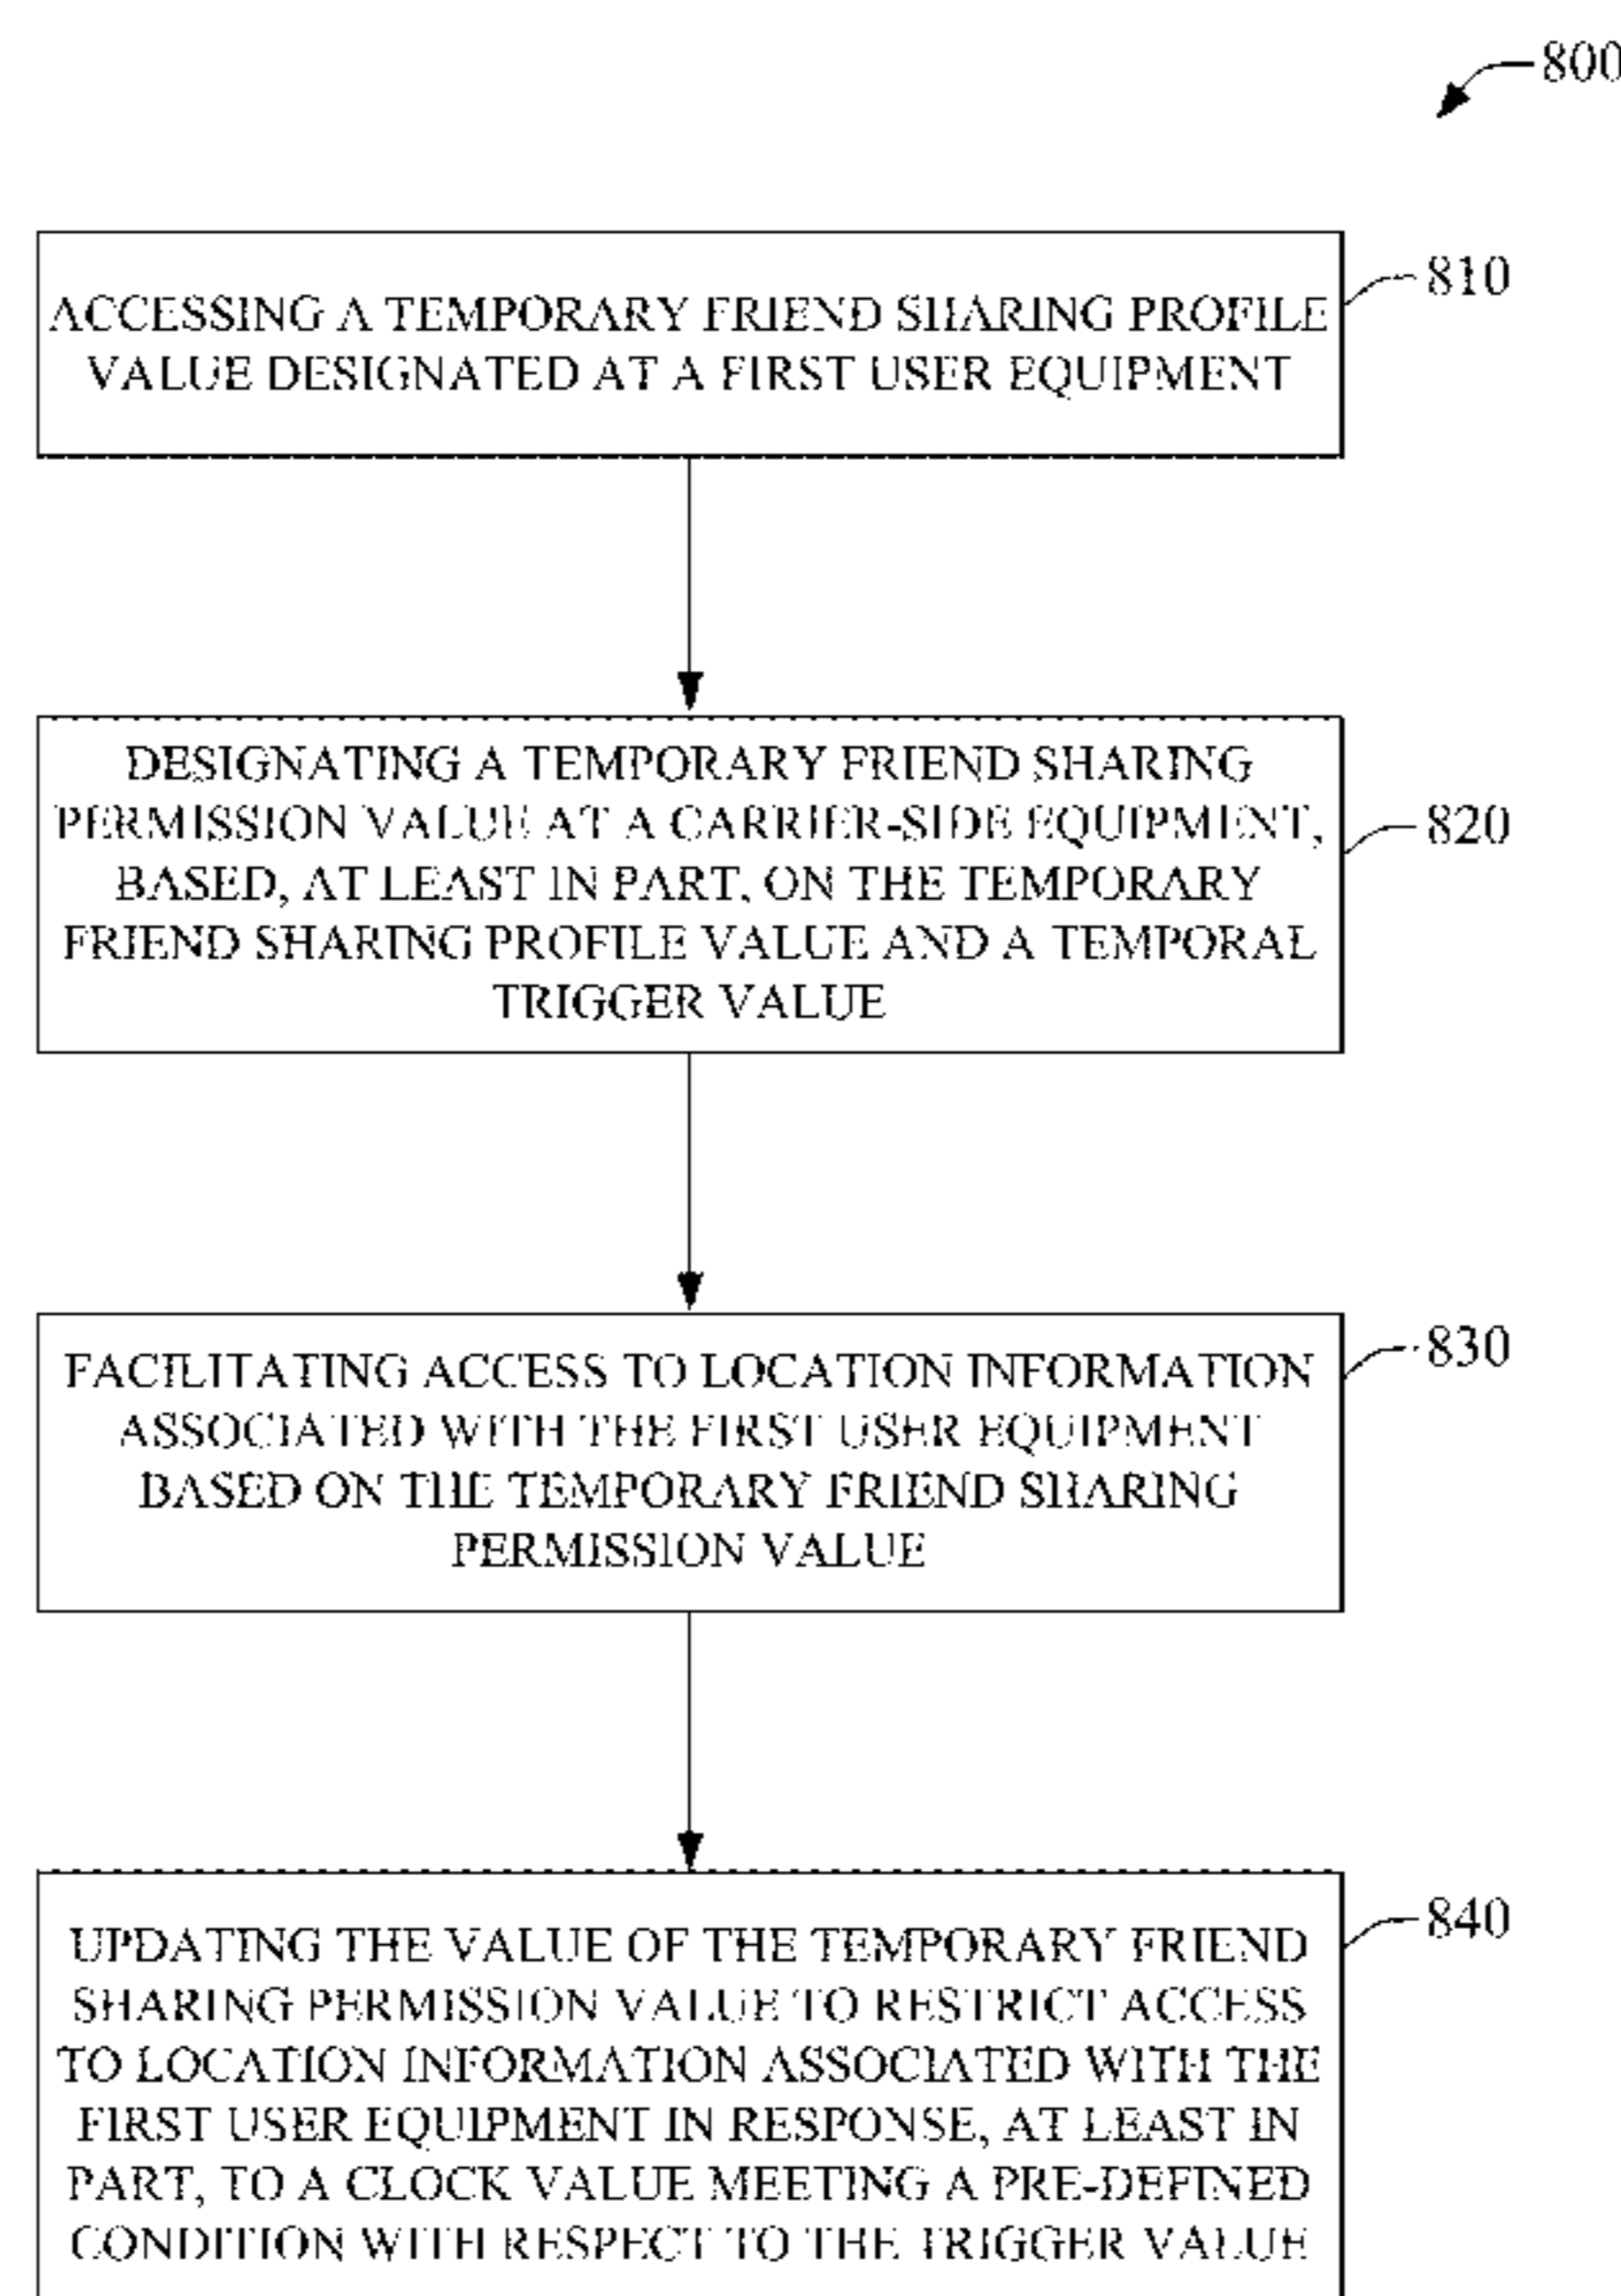 800
ACCESSING A TEMPORARY FRIEND SHARING PROFILE
VALUE DESIGNATED AT A FIRST USER EQUIPMENT
810
DESIGNATING A TEMPORARY FRIEND SHARING
PERMISSION VALUE AT A CARRIER-SIDE EQUIPMENT,
BASED, AT LEAST IN PART, ON THE TEMPORARY
FRIEND SHARING PROFILE VALUE AND A TEMPORAL
TRIGGER VALUE
820
FACILITATING ACCESS TO LOCATION INFORMATION
ASSOCIATED WITH THE FIRST USER EQUIPMENT
BASED ON THE TEMPORARY FRIEND SHARING
PERMISSION VALUE
830
UPDATING THE VALUE OF THE TEMPORARY FRIEND
SHARING PERMISSION VALUE TO RESTRICT ACCESS
TO LOCATION INFORMATION ASSOCIATED WITH THE
FIRST USER EQUIPMENT IN RESPONSE, AT LEAST IN
PART, TO A CLOCK VALUE MEETING A PRE-DEFINED
CONDITION WITH RESPECT TO THE TRIGGER VALUE
840